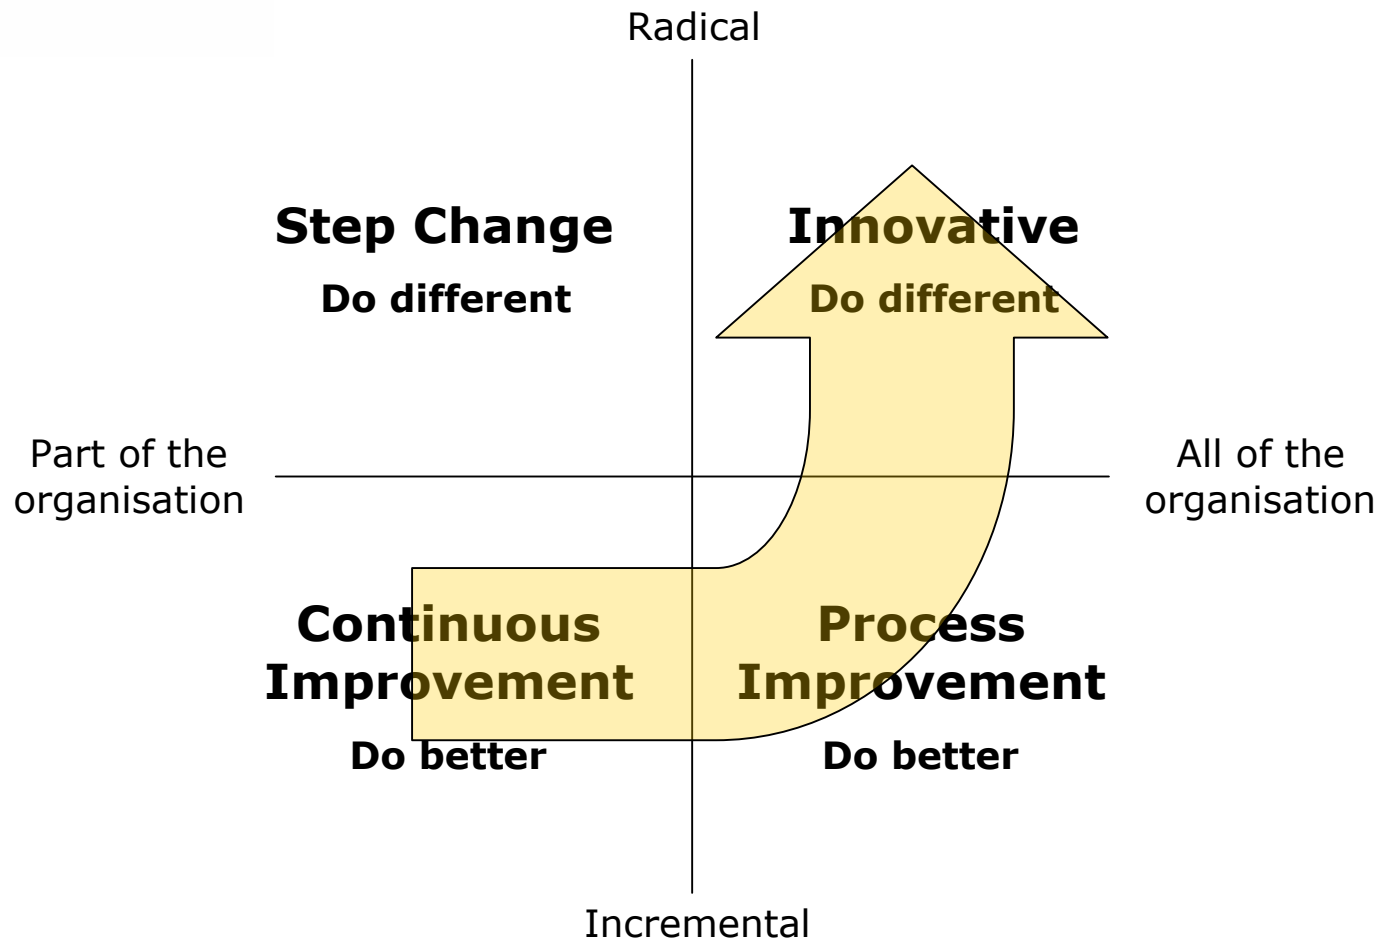 Radical
Step Change
Do different
Innovative
Do different
Part of the
organisation
All of the
organisation
Continuous
Improvement
Do better
Process
Improvement
Do better
Incremental